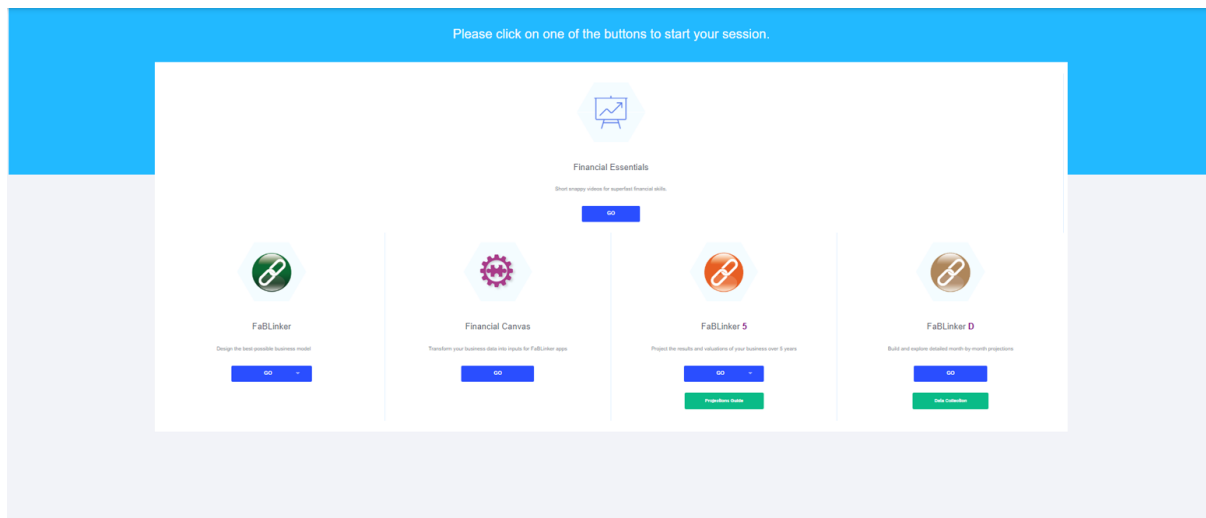 Please click on one of the buttons to start your session.
Financial Essentials
Short snappy videos for superfast financial skills.
GO
FaBLinker
Design the best possible business model
GO
Financial Canvas
Transform your business data into inputs for FaBLinker apps
GO
FaBLinker 5
Project the results and valuations of your business over 5 years
GO
Projections Guide
FaBLinker D
Build and explore detailed month-by-month projections
GO
Data Collection